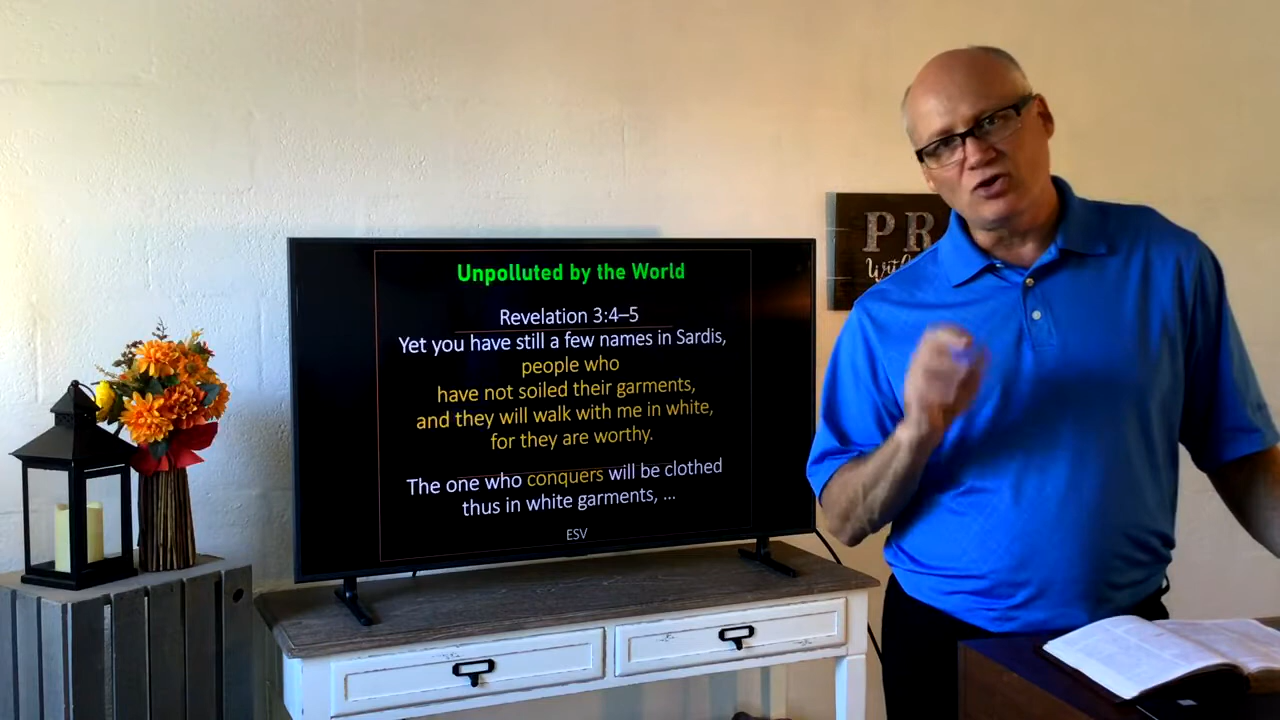 Unpolluted by the World
Revelation 3:4–5
Yet you have still a few names in Sardis,
people who
have not soiled their garments,
and they will walk with me in white,
for they are worthy.
The one who conquers will be clothed
thus in white garments, ...
ESV
PR
With